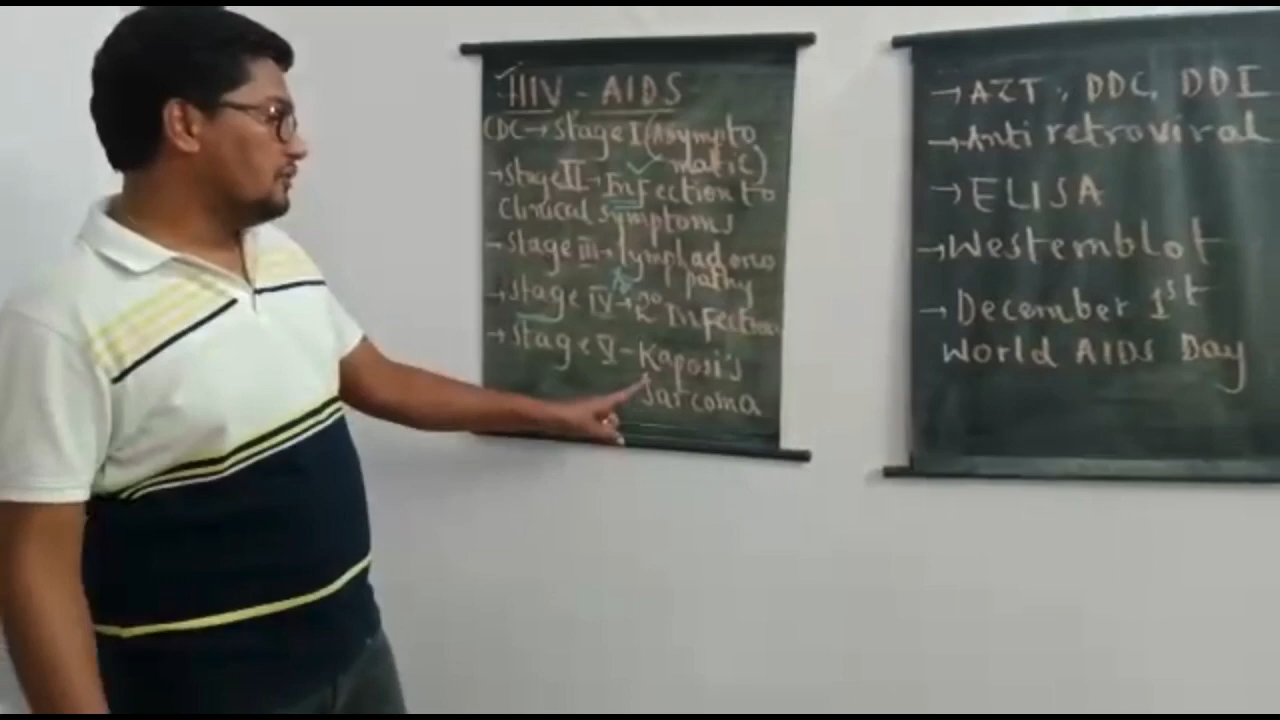 HIV - AIDS
CDC → Stage I (Asympto
matic)
→ Stage II → Infection to
Clinical symptoms
→ Stage III → lymphadeno
pathy
→ Stage IV → 2° Infection
→ Stage V - Kaposi's
Sarcoma
→ AZT, DDC, DDI
→ Anti retroviral
→ ELISA
→ Westernblot
→ December 1st
World AIDS Day